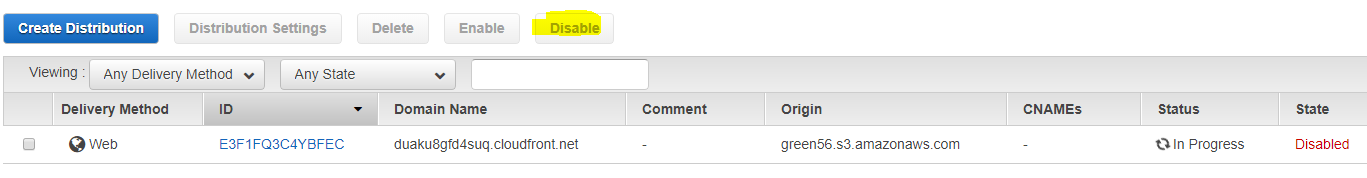 Create Distribution Distribution Settings Delete Enable Disable
Viewing : Any Delivery Method Any State
Delivery Method ID Domain Name Comment Origin CNAMEs Status State
Web E3F1FQ3C4YBFEC duaku8gfd4suq.cloudfront.net - green56.s3.amazonaws.com - In Progress Disabled